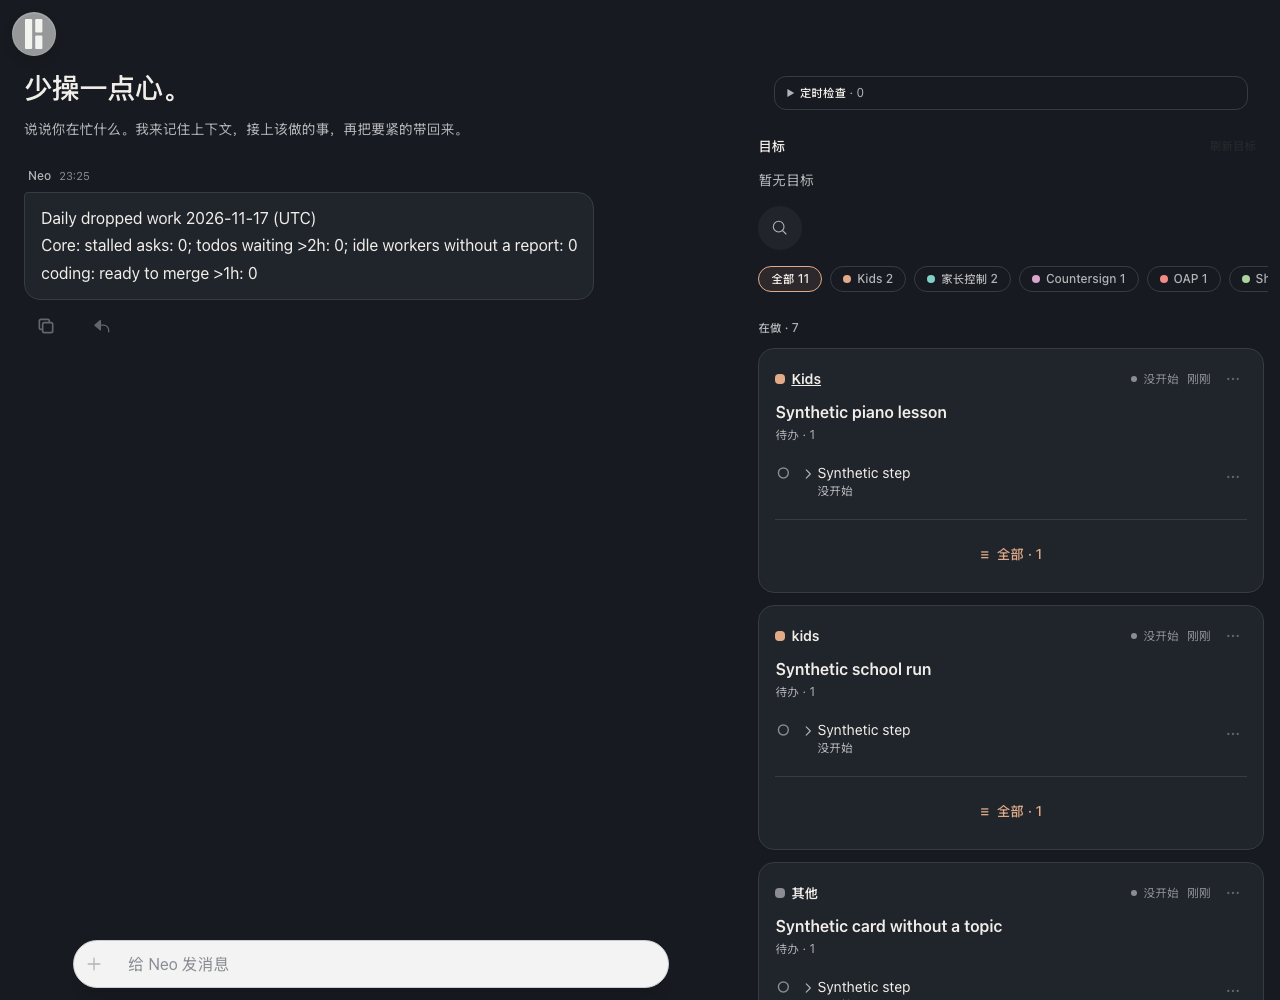 少操一点心。
说说你在忙什么。我来记住上下文，接上该做的事，再把要紧的带回来。
Neo 23:25
Daily dropped work 2026-11-17 (UTC)
Core: stalled asks: 0; todos waiting >2h: 0; idle workers without a report: 0
coding: ready to merge >1h: 0
给 Neo 发消息
定时检查 · 0
目标 刷新目标
暂无目标
全部 11 Kids 2 家长控制 2 Countersign 1 OAP 1 Sh
在做 · 7
Kids 没开始 刚刚
Synthetic piano lesson
待办 · 1
Synthetic step
没开始
全部 · 1
kids 没开始 刚刚
Synthetic school run
待办 · 1
Synthetic step
没开始
全部 · 1
其他 没开始 刚刚
Synthetic card without a topic
待办 · 1
Synthetic step